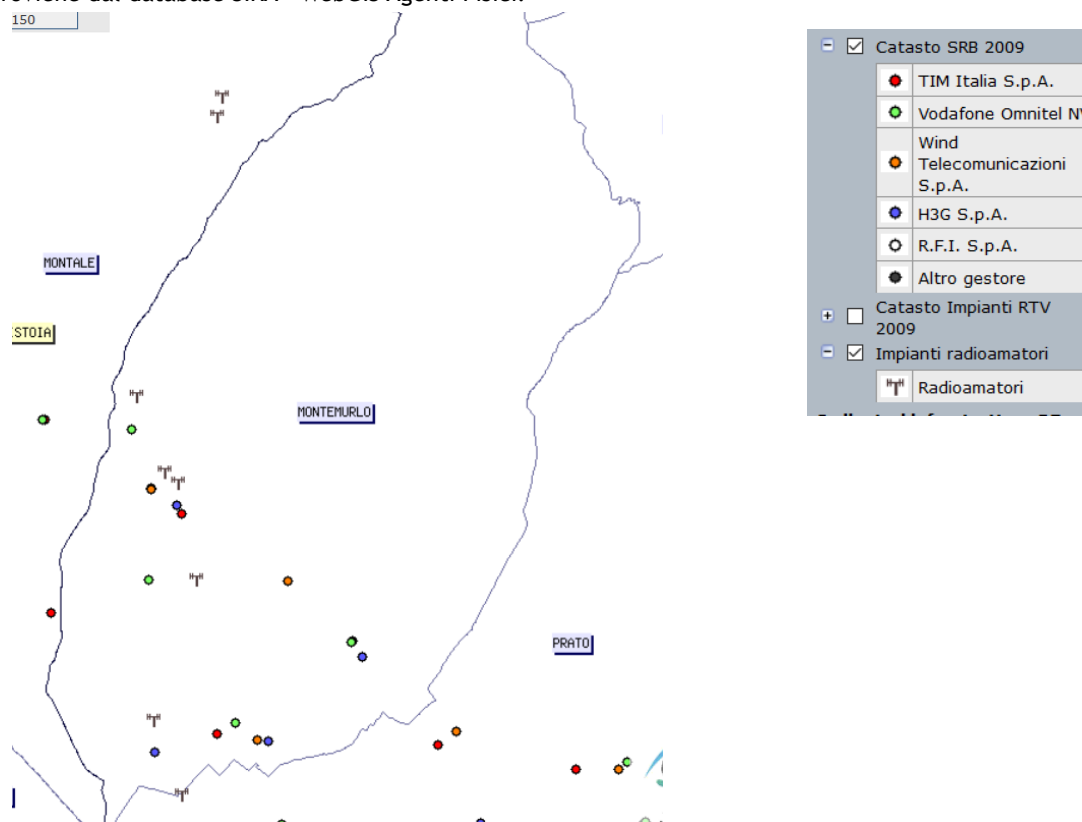 150
MONTALE
STOIA
MONTEMURLO
PRATO
Catasto SRB 2009
TIM Italia S.p.A.
Vodafone Omnitel NV
Wind
Telecomunicazioni
S.p.A.
H3G S.p.A.
R.F.I. S.p.A.
Altro gestore
Catasto Impianti RTV
2009
Impianti radioamatori
Radioamatori